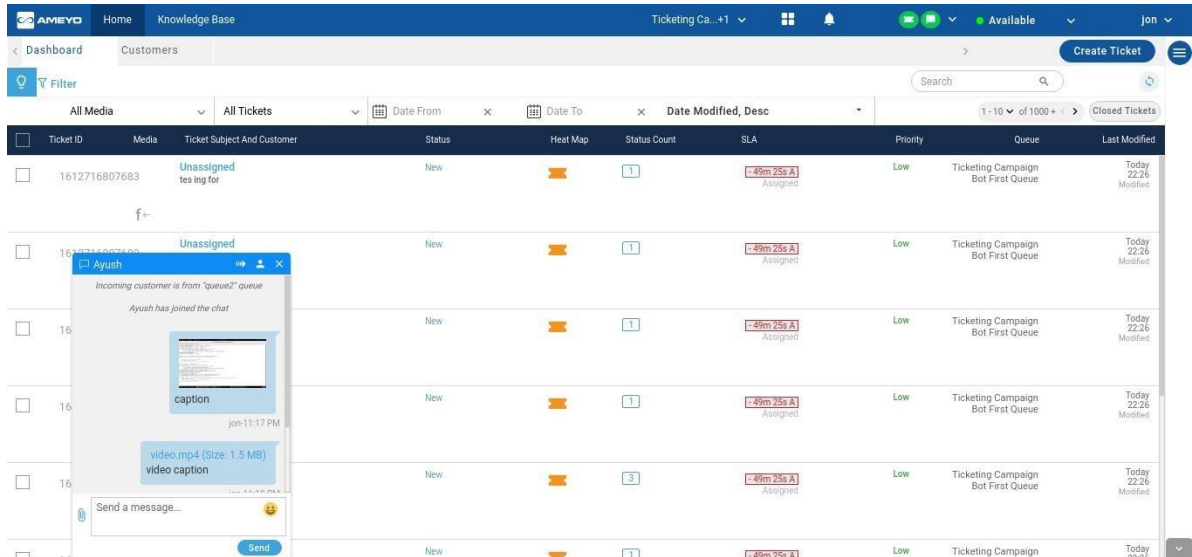 AMEYO Home Knowledge Base Ticketing Ca...+1 Available jon
Dashboard Customers Create Ticket
Filter Search
All Media All Tickets Date From Date To Date Modified, Desc 1 - 10 of 1000 + Closed Tickets
Ticket ID Media Ticket Subject And Customer Status Heat Map Status Count SLA Priority Queue Last Modified
1612716807683 Unassigned New 1 - 49m 25s A Low Ticketing Campaign Today
tes ing for Assigned Bot First Queue 22:26
Modified
Unassigned New 1 - 49m 25s A Low Ticketing Campaign Today
Assigned Bot First Queue 22:26
Modified
Ayush
Incoming customer is from "queue2" queue
Ayush has joined the chat
16 New 1 - 49m 25s A Low Ticketing Campaign Today
Assigned Bot First Queue 22:26
Modified
caption
jon-11:17 PM
16 New 1 - 49m 25s A Low Ticketing Campaign Today
Assigned Bot First Queue 22:26
Modified
video.mp4 (Size: 1.5 MB)
video caption
16 New 3 - 49m 25s A Low Ticketing Campaign Today
Assigned Bot First Queue 22:26
Modified
Send a message...
Send
New 1 - 49m 25s A Low Ticketing Campaign Today